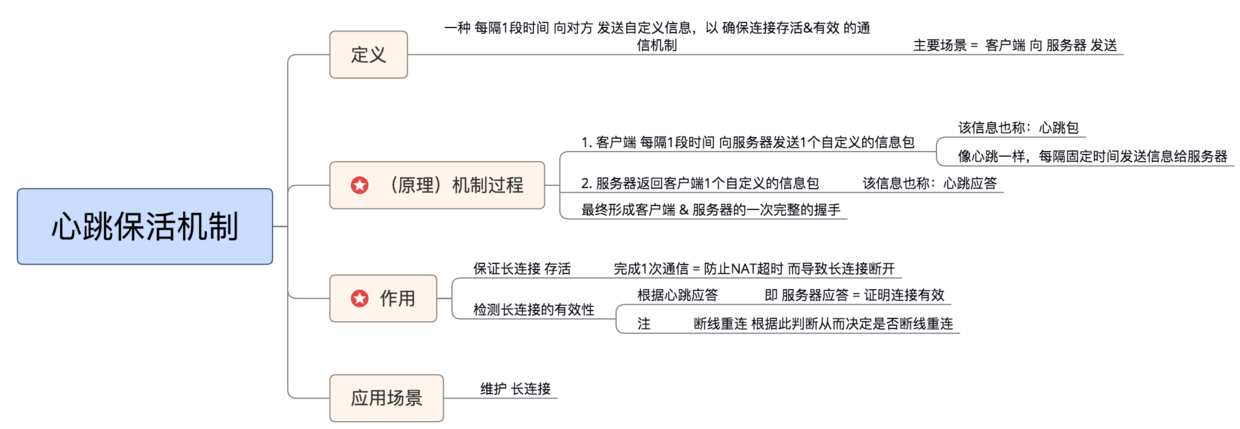 心跳保活机制
定义
一种 每隔1段时间 向对方 发送自定义信息，以 确保连接存活&有效 的通
信机制
主要场景 = 客户端 向 服务器 发送
（原理）机制过程
1. 客户端 每隔1段时间 向服务器发送1个自定义的信息包
该信息也称：心跳包
像心跳一样，每隔固定时间发送信息给服务器
2. 服务器返回客户端1个自定义的信息包
该信息也称：心跳应答
最终形成客户端 & 服务器的一次完整的握手
作用
保证长连接 存活
完成1次通信 = 防止NAT超时 而导致长连接断开
检测长连接的有效性
根据心跳应答
即 服务器应答 = 证明连接有效
注
断线重连 根据此判断从而决定是否断线重连
应用场景
维护 长连接